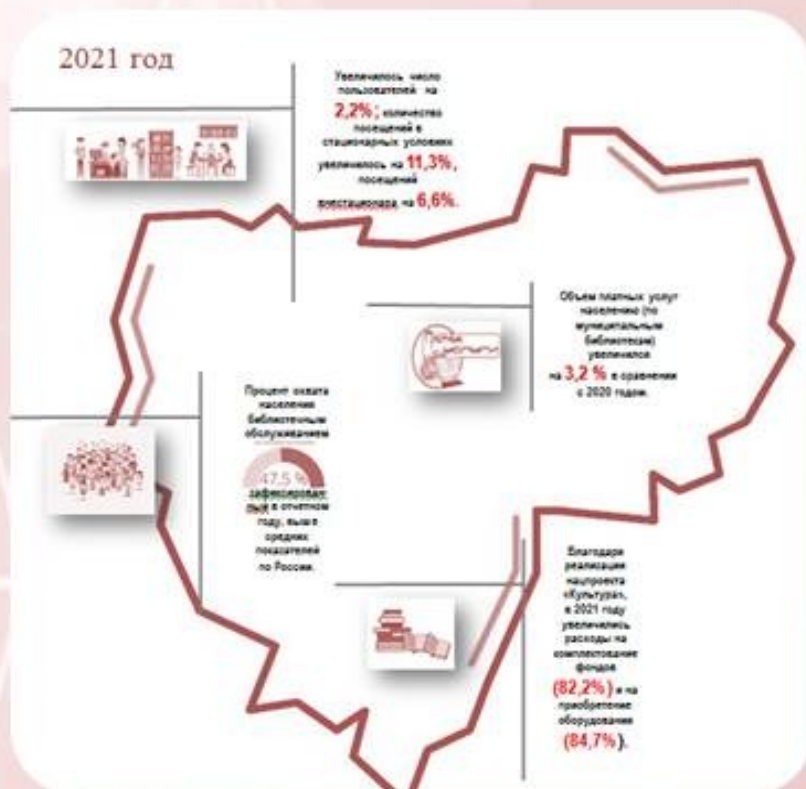 2021 год
Увеличилось число
пользователей на
2,2%; количество
посещений в
стационарных условиях
увеличилось на 11,3%,
посещений
внестационара на 6,6%.
Объем платных услуг
населению (по
муниципальным
библиотекам)
увеличился
на 3,2 % в сравнении
с 2020 годом.
Процент охвата
населения
библиотечным
обслуживанием
47,5 %
зафиксирован
ный в отчетном
году, выше
средних
показателей
по России.
Благодаря
реализации
нацпроекта
«Культура»,
в 2021 году
увеличились
расходы на
комплектование
фондов
(82,2%) и на
приобретение
оборудования
(84,7%).